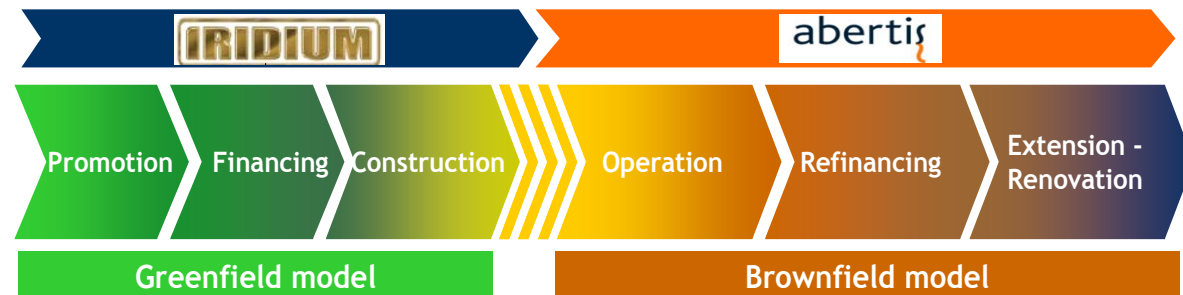 IRIDIUM
abertis
Promotion
Financing
Construction
Operation
Refinancing
Extension -
Renovation
Greenfield model
Brownfield model